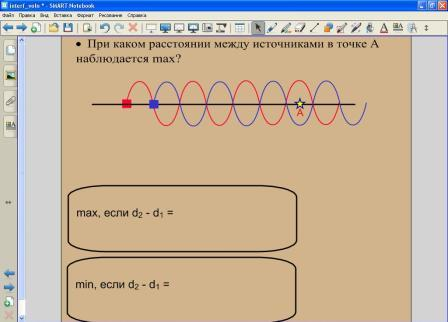 interf_voln * - SMART Notebook
Файл Правка Вид Вставка Формат Рисование Справка
• При каком расстоянии между источниками в точке А
наблюдается max?
A
max, если d₂ - d₁ =
min, если d₂ - d₁ =